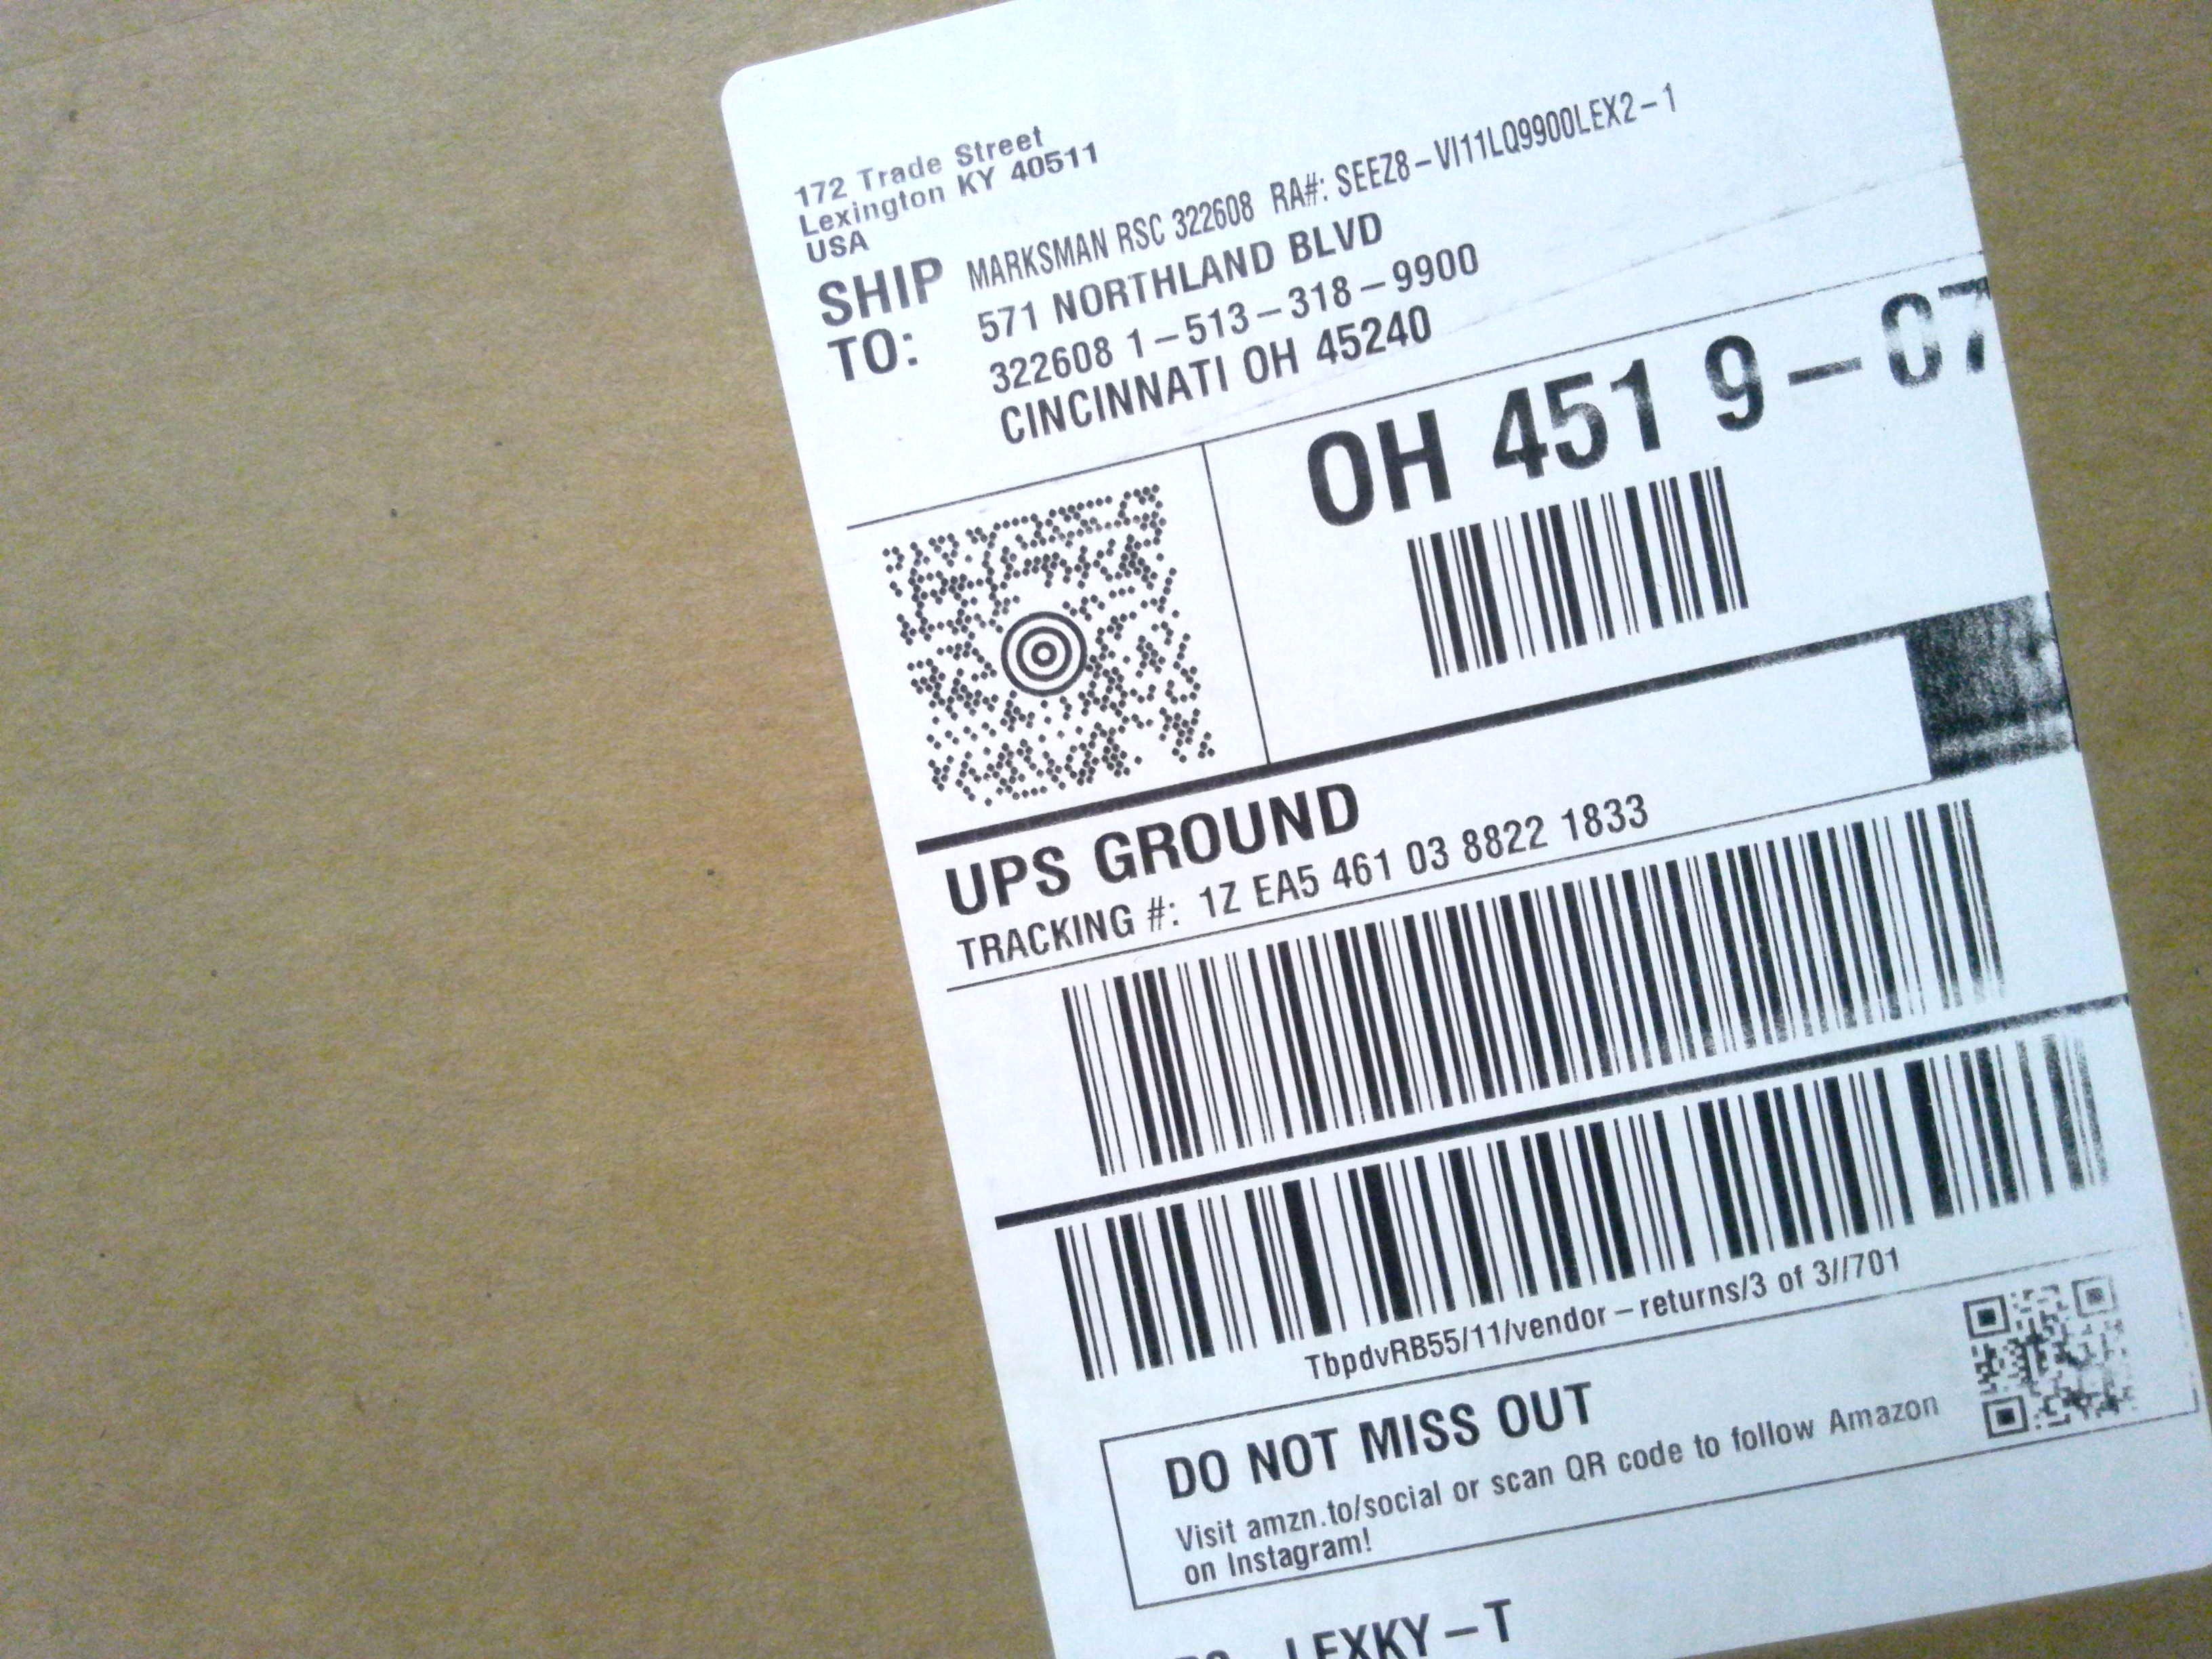 172 Trade Street
Lexington KY 40511
USA
SHIP TO:
MARKSMAN RSC 322608 RA#: SEEZ8-VI11LQ9900LEX2-1
571 NORTHLAND BLVD
322608 1-513-318-9900
CINCINNATI OH 45240
OH 451 9-07
UPS GROUND
TRACKING #: 1Z EA5 461 03 8822 1833
TbpdvRB55/11/vendor-returns/3 of 3//701
DO NOT MISS OUT
Visit amzn.to/social or scan QR code to follow Amazon
on Instagram!
LEXKY-T